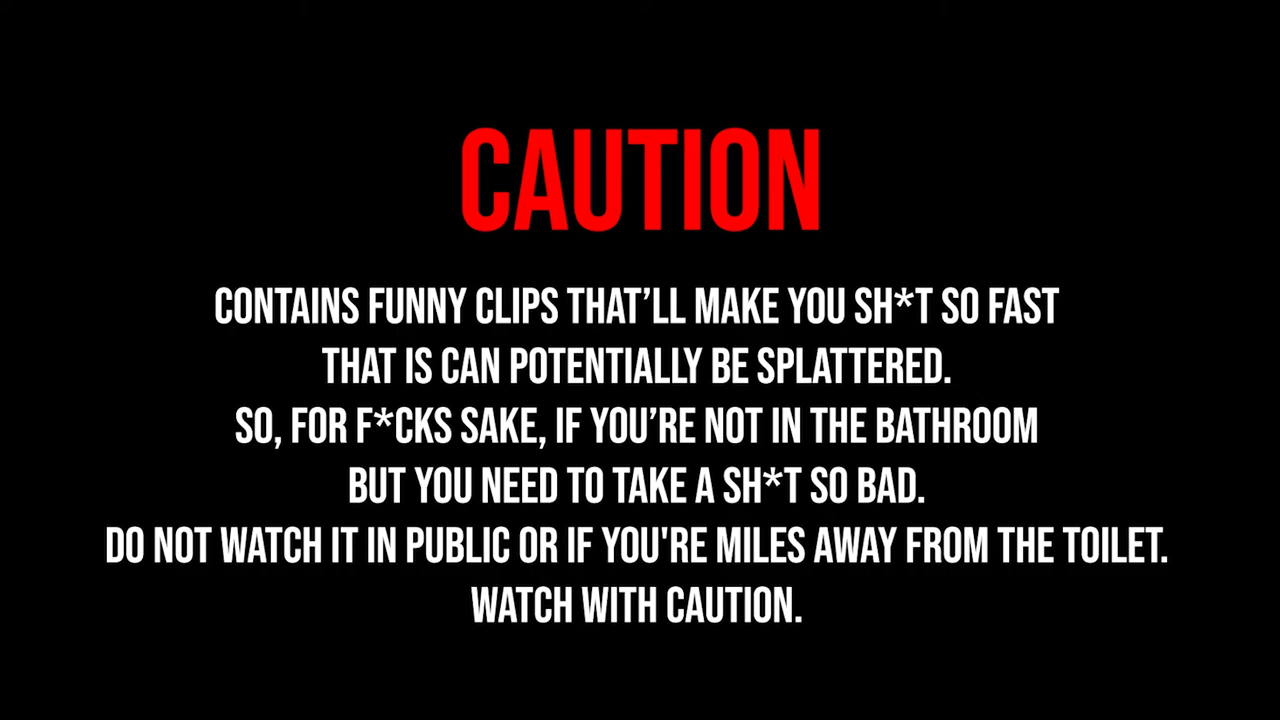 CAUTION
CONTAINS FUNNY CLIPS THAT’LL MAKE YOU SH*T SO FAST
THAT IS CAN POTENTIALLY BE SPLATTERED.
SO, FOR F*CKS SAKE, IF YOU’RE NOT IN THE BATHROOM
BUT YOU NEED TO TAKE A SH*T SO BAD.
DO NOT WATCH IT IN PUBLIC OR IF YOU'RE MILES AWAY FROM THE TOILET.
WATCH WITH CAUTION.